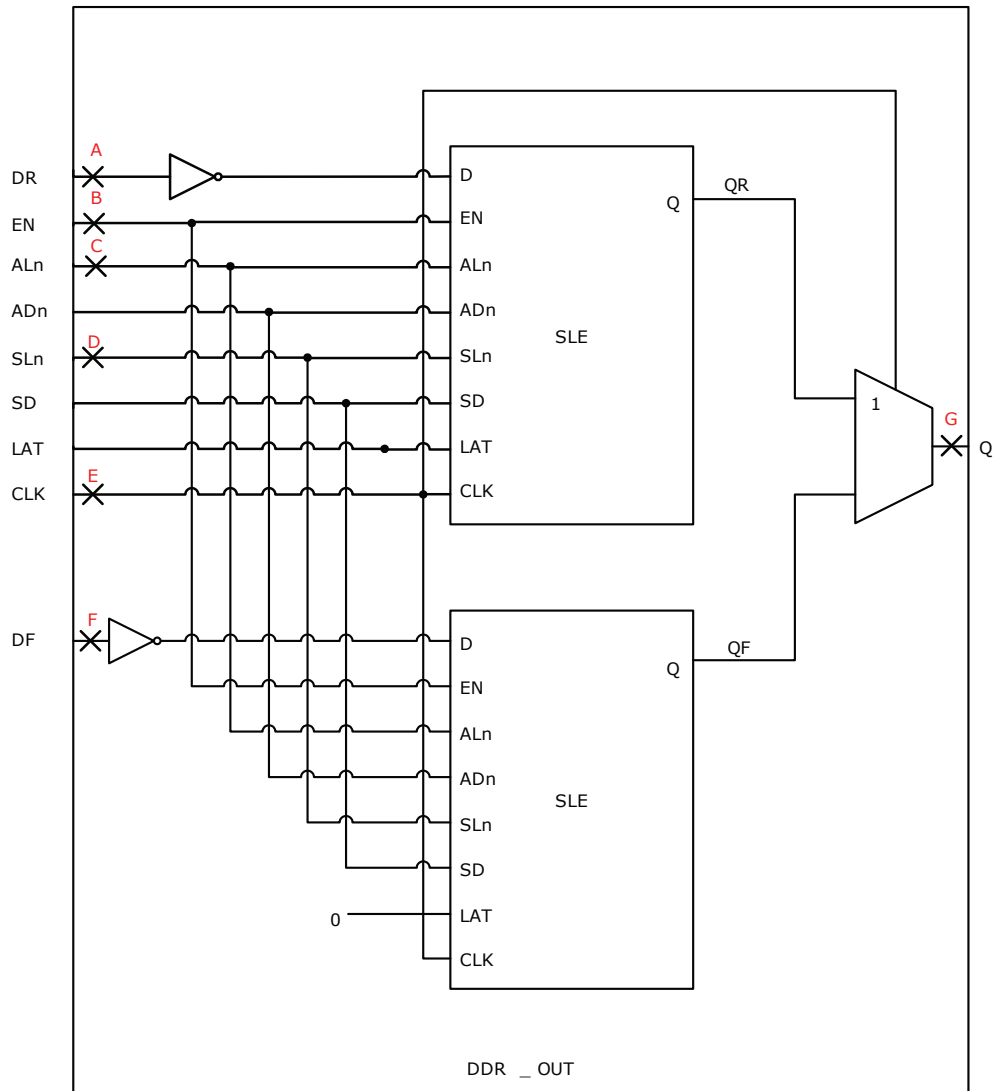 A
DR
B
EN
C
ALn
ADn
D
SLn
SD
LAT
E
CLK
D
EN
ALn
ADn
SLn
SD
LAT
CLK
SLE
Q
QR
1
G
Q
F
DF
D
EN
ALn
ADn
SLn
SD
0
LAT
CLK
SLE
Q
QF
DDR _ OUT